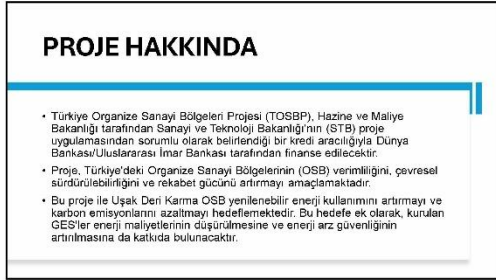 PROJE HAKKINDA
• Türkiye Organize Sanayi Bölgeleri Projesi (TOSBP), Hazine ve Maliye
Bakanlığı tarafından Sanayi ve Teknoloji Bakanlığı'nın (STB) proje
uygulamasından sorumlu olarak belirlendiği bir kredi aracılığıyla Dünya
Bankası/Uluslararası İmar Bankası tarafından finanse edilecektir.
• Proje, Türkiye'deki Organize Sanayi Bölgelerinin (OSB) verimliliğini, çevresel
sürdürülebilirliğini ve rekabet gücünü artırmayı amaçlamaktadır.
• Bu proje ile Uşak Deri Karma OSB yenilenebilir enerji kullanımını artırmayı ve
karbon emisyonlarını azaltmayı hedeflemektedir. Bu hedefe ek olarak, kurulan
GES'ler enerji maliyetlerinin düşürülmesine ve enerji arz güvenliğinin
artırılmasına da katkıda bulunacaktır.